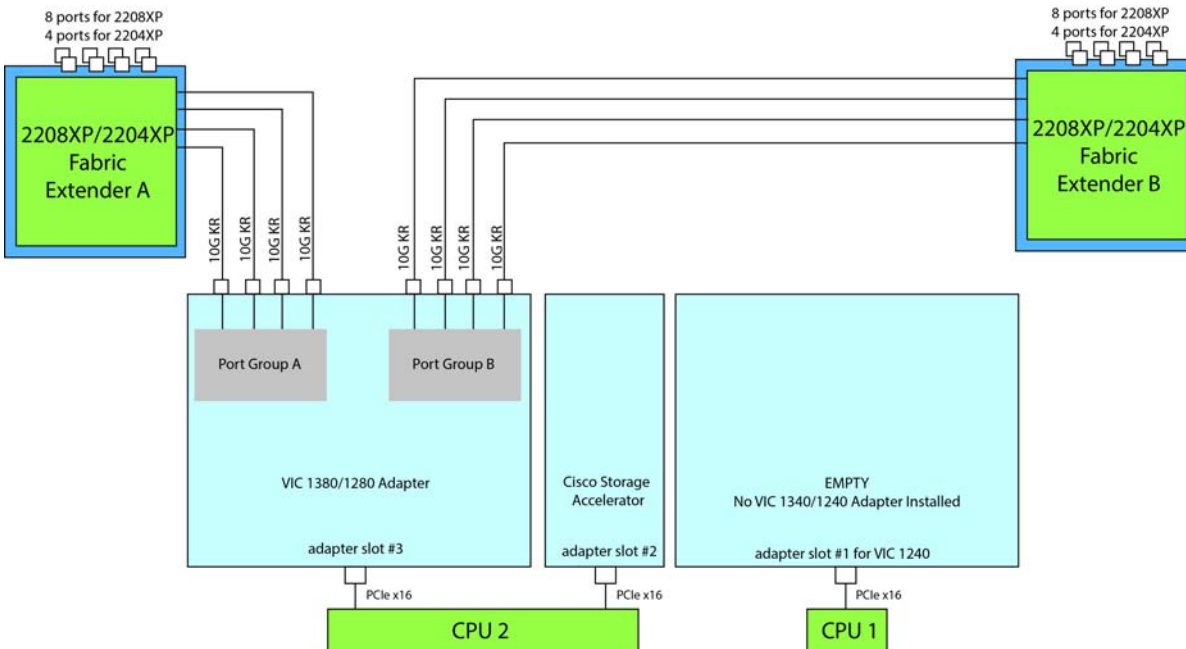 8 ports for 2208XP
4 ports for 2204XP
8 ports for 2208XP
4 ports for 2204XP
2208XP/2204XP
Fabric
Extender A
2208XP/2204XP
Fabric
Extender B
10G KR
10G KR
10G KR
10G KR
10G KR
10G KR
10G KR
10G KR
Port Group A
Port Group B
VIC 1380/1280 Adapter
adapter slot #3
Cisco Storage
Accelerator
adapter slot #2
EMPTY
No VIC 1340/1240 Adapter Installed
adapter slot #1 for VIC 1240
PCIe x16
PCIe x16
PCIe x16
CPU 2
CPU 1